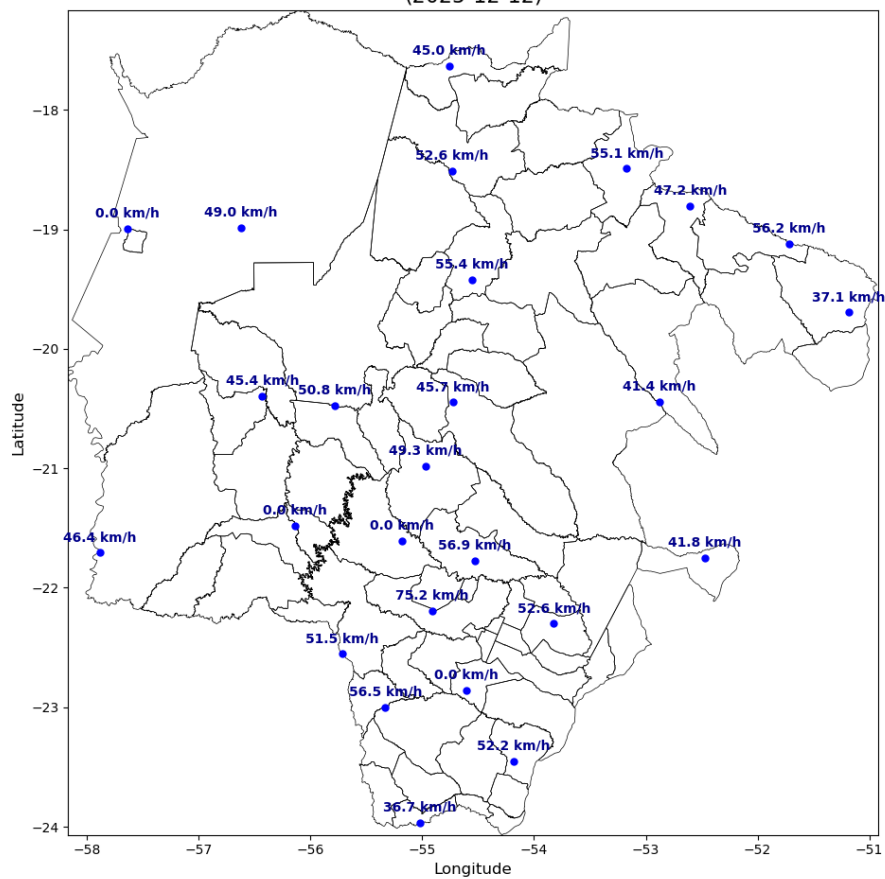 (2025-12-12)
45.0 km/h
52.6 km/h
55.1 km/h
47.2 km/h
0.0 km/h
49.0 km/h
56.2 km/h
55.4 km/h
37.1 km/h
45.4 km/h
50.8 km/h
45.7 km/h
41.4 km/h
49.3 km/h
0.0 km/h
0.0 km/h
46.4 km/h
56.9 km/h
41.8 km/h
75.2 km/h
52.6 km/h
51.5 km/h
0.0 km/h
56.5 km/h
52.2 km/h
36.7 km/h
−18
−19
−20
−21
−22
−23
−24
Latitude
−58 −57 −56 −55 −54 −53 −52 −51
Longitude